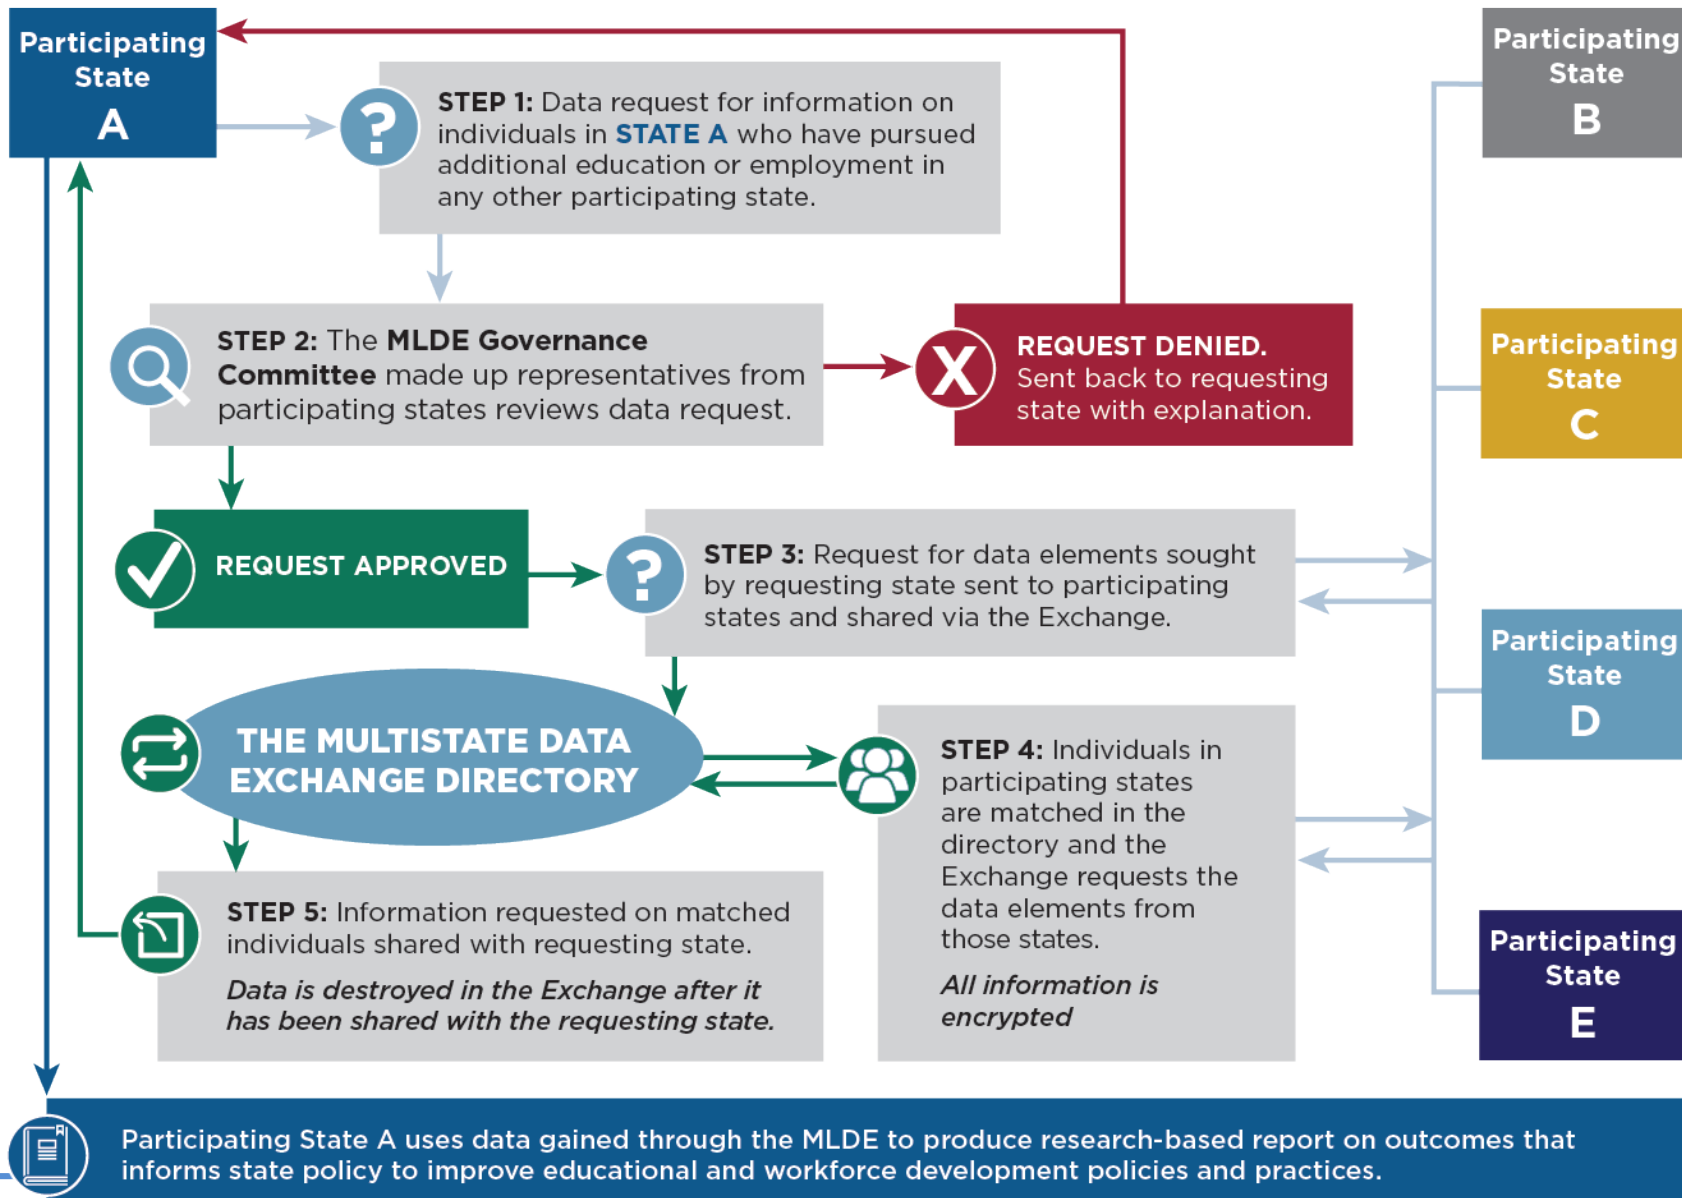 Participating
State
A
STEP 1: Data request for information on
individuals in STATE A who have pursued
additional education or employment in
any other participating state.
STEP 2: The MLDE Governance
Committee made up representatives from
participating states reviews data request.
X
REQUEST DENIED.
Sent back to requesting
state with explanation.
REQUEST APPROVED
?
?
STEP 3: Request for data elements sought
by requesting state sent to participating
states and shared via the Exchange.
THE MULTISTATE DATA
EXCHANGE DIRECTORY
STEP 4: Individuals in
participating states
are matched in the
directory and the
Exchange requests the
data elements from
those states.
All information is
encrypted
STEP 5: Information requested on matched
individuals shared with requesting state.
Data is destroyed in the Exchange after it
has been shared with the requesting state.
Participating
State
B
Participating
State
C
Participating
State
D
Participating
State
E
Participating State A uses data gained through the MLDE to produce research-based report on outcomes that
informs state policy to improve educational and workforce development policies and practices.